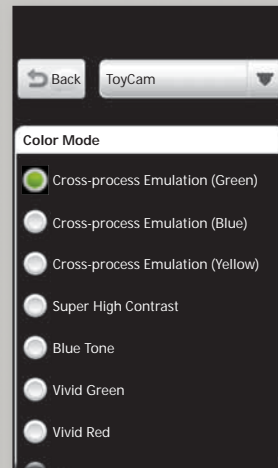 Back
ToyCam
Color Mode
Cross-process Emulation (Green)
Cross-process Emulation (Blue)
Cross-process Emulation (Yellow)
Super High Contrast
Blue Tone
Vivid Green
Vivid Red